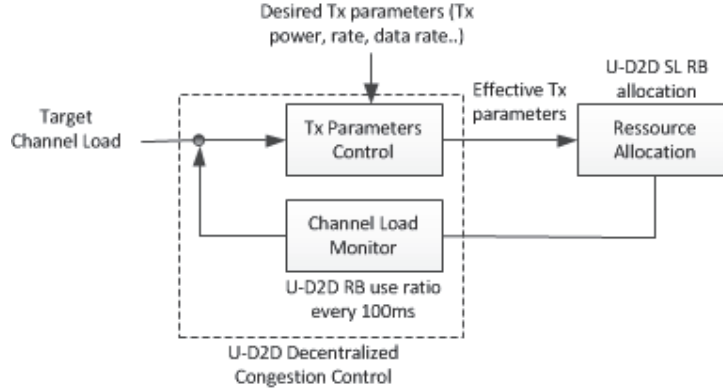 Desired Tx parameters (Tx
power, rate, data rate..)
U-D2D SL RB
allocation
Effective Tx
parameters
Target
Channel Load
Tx Parameters
Control
Ressource
Allocation
Channel Load
Monitor
U-D2D RB use ratio
every 100ms
U-D2D Decentralized
Congestion Control